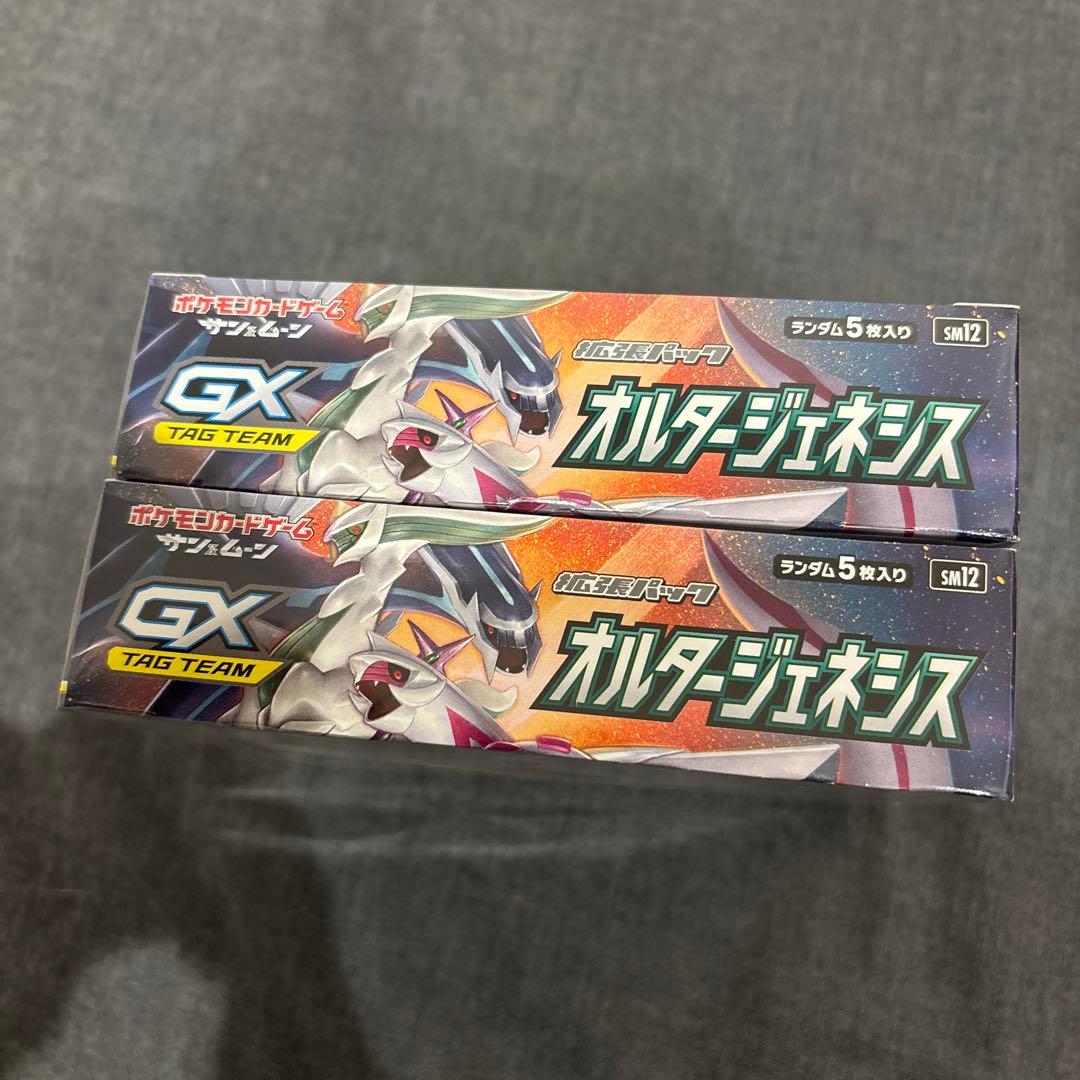 ポケモンカードゲーム
サン&ムーン
GX
TAG TEAM
拡張パック
オルタージェネシス
ランダム5枚入り
SM12
ポケモンカードゲーム
サン&ムーン
GX
TAG TEAM
拡張パック
オルタージェネシス
ランダム5枚入り
SM12